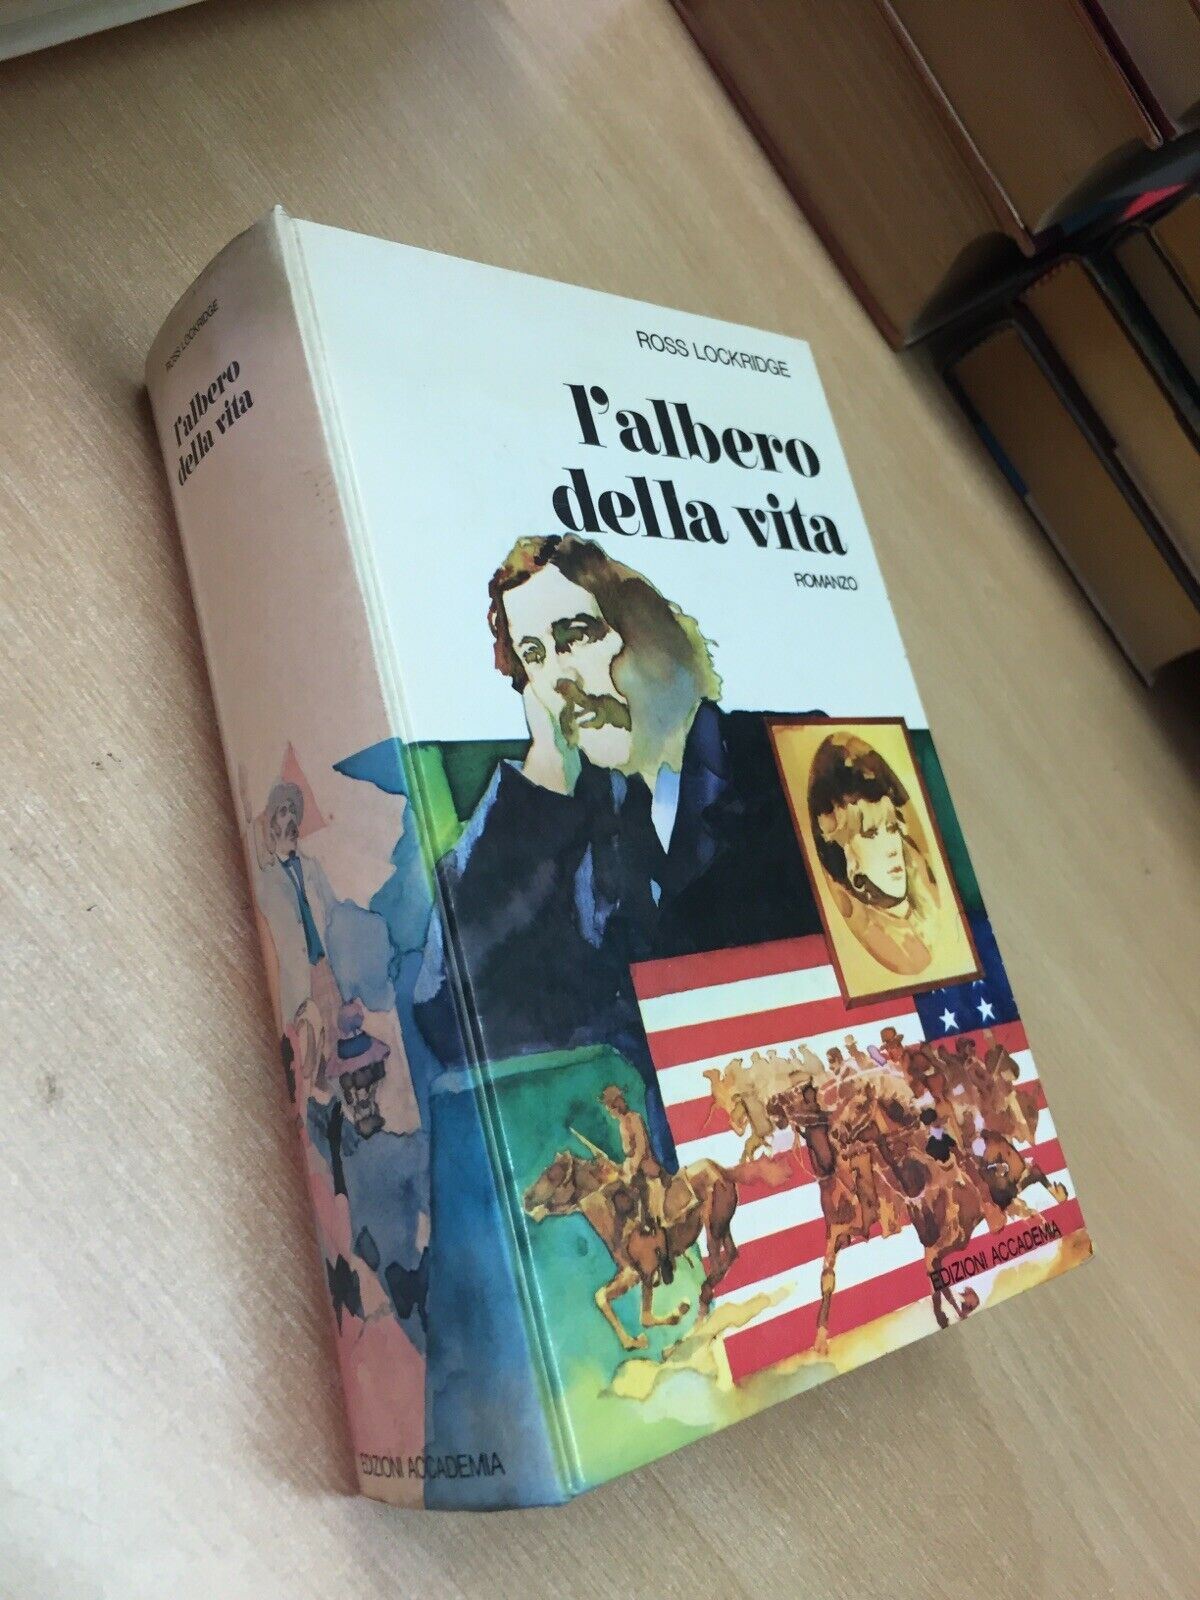 ROSS LOCKRIDGE
l'albero
della vita
ROMANZO
EDIZIONI ACCADEMIA
ROSS LOCKRIDGE
l'albero
della vita
EDIZIONI ACCADEMIA